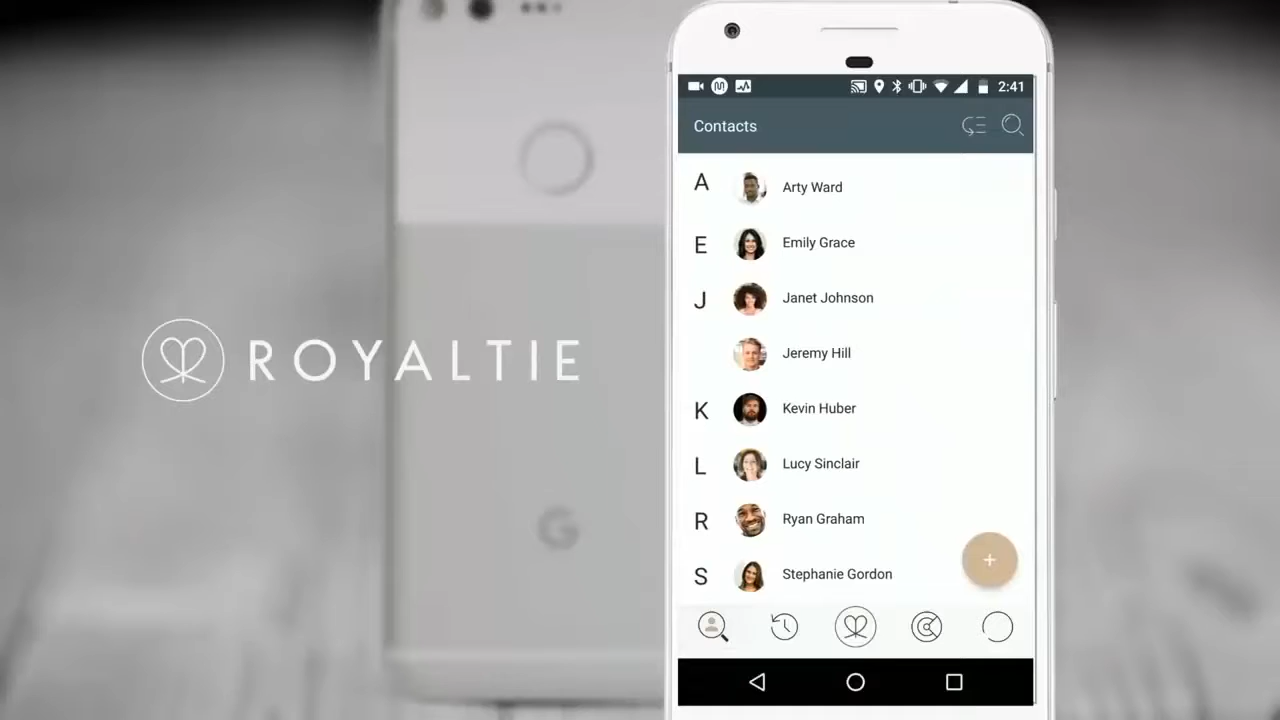 2:41
Contacts
A Arty Ward
E Emily Grace
J Janet Johnson
Jeremy Hill
K Kevin Huber
L Lucy Sinclair
R Ryan Graham
S Stephanie Gordon
ROYALTIE
G